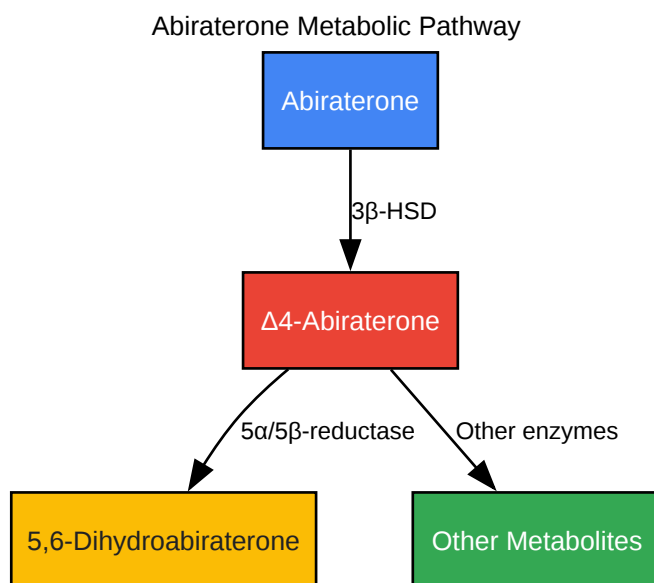 Abiraterone Metabolic Pathway
Abiraterone
3β-HSD
Δ4-Abiraterone
5α/5β-reductase
Other enzymes
5,6-Dihydroabiraterone
Other Metabolites